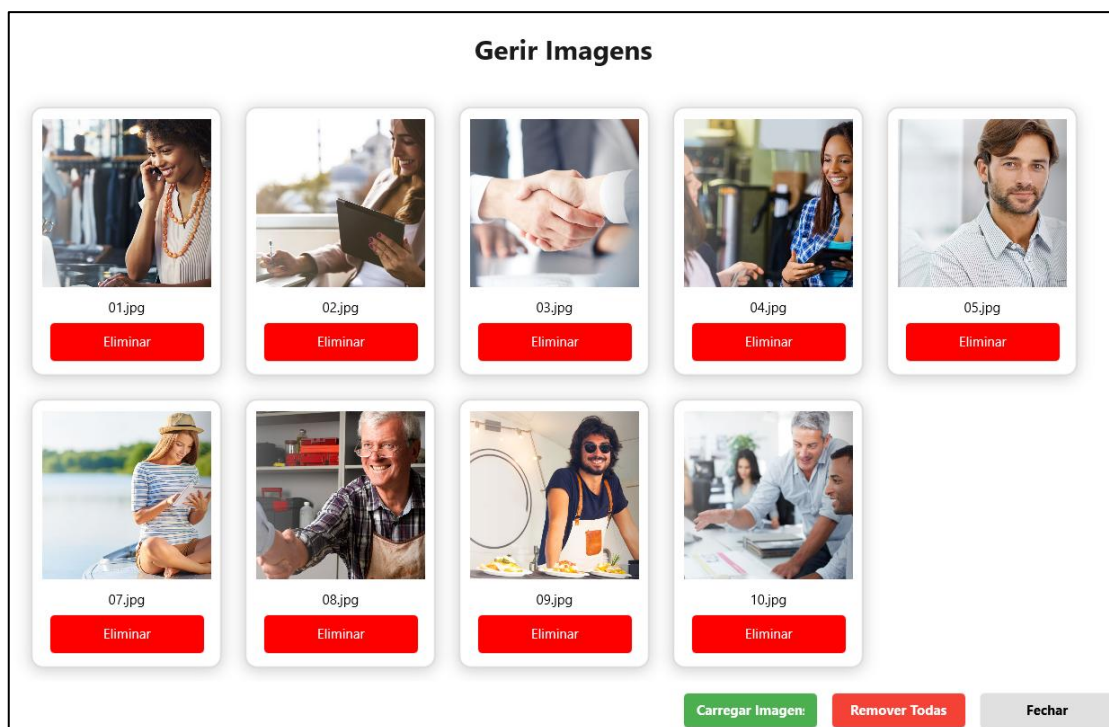 Gerir Imagens
01.jpg
02.jpg
03.jpg
04.jpg
05.jpg
Eliminar
Eliminar
Eliminar
Eliminar
Eliminar
07.jpg
08.jpg
09.jpg
10.jpg
Eliminar
Eliminar
Eliminar
Eliminar
Carregar Imagen:
Remover Todas
Fechar